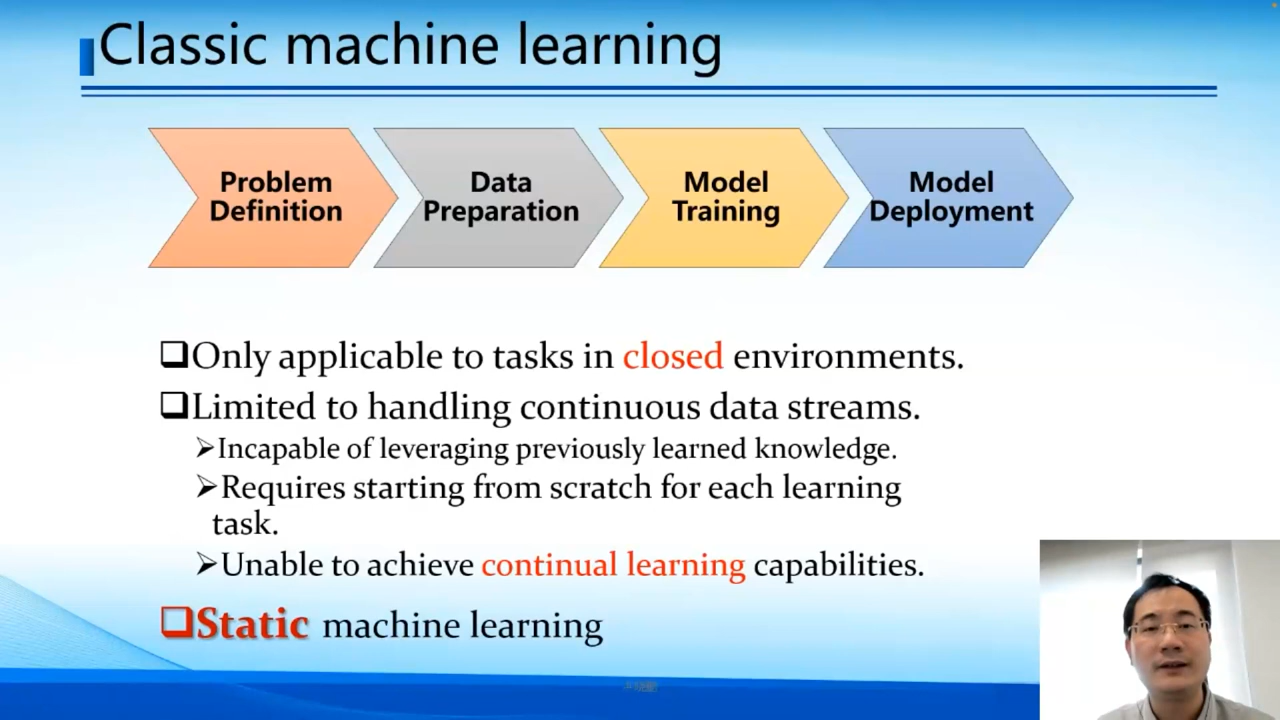 Classic machine learning
Problem
Definition
Data
Preparation
Model
Training
Model
Deployment
❑Only applicable to tasks in closed environments.
❑Limited to handling continuous data streams.
➢Incapable of leveraging previously learned knowledge.
➢Requires starting from scratch for each learning
task.
➢Unable to achieve continual learning capabilities.
❑Static machine learning